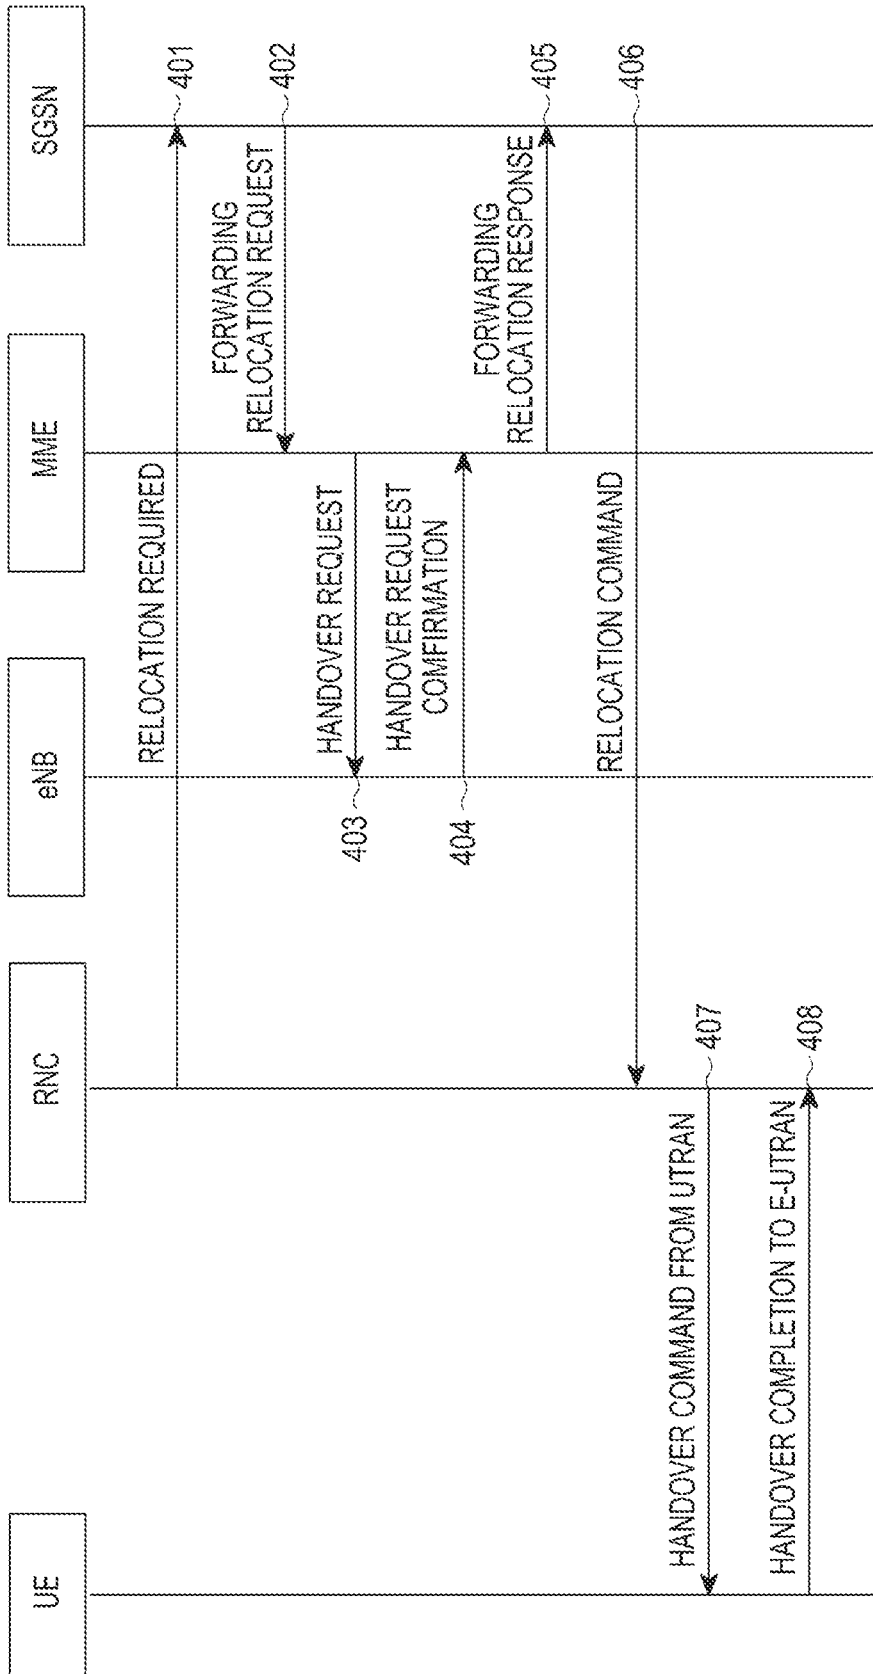 UE
RNC
eNB
MME
SGSN
RELOCATION REQUIRED
401
FORWARDING
RELOCATION REQUEST
402
HANDOVER REQUEST
403
HANDOVER REQUEST
COMFIRMATION
404
FORWARDING
RELOCATION RESPONSE
405
RELOCATION COMMAND
406
HANDOVER COMMAND FROM UTRAN
407
HANDOVER COMPLETION TO E-UTRAN
408